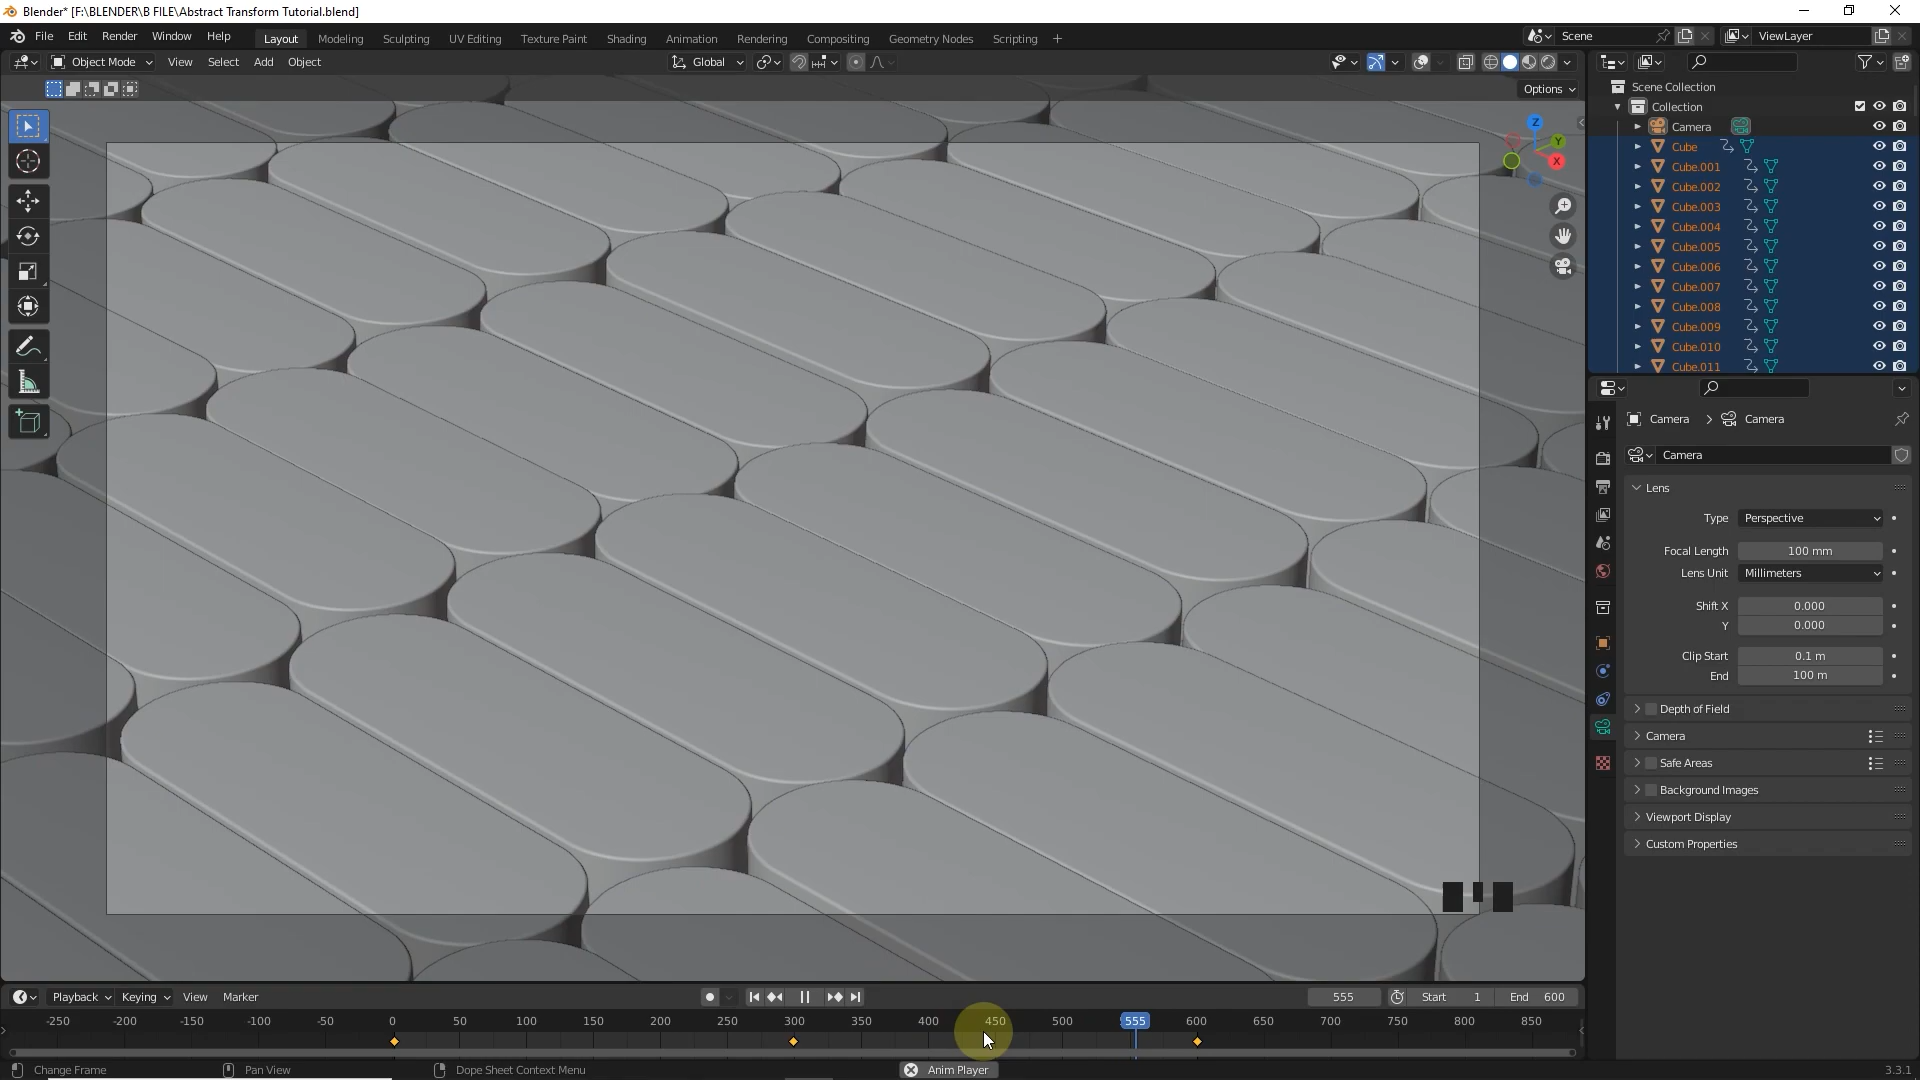 Blender* [F:\BLENDER\B FILE\Abstract Transform Tutorial.blend]
File Edit Render Window Help Layout Modeling Sculpting UV Editing Texture Paint Shading Animation Rendering Compositing Geometry Nodes Scripting + Scene ViewLayer
Object Mode View Select Add Object Global
Options
Scene Collection
Collection
Camera
Cube
Cube.001
Cube.002
Cube.003
Cube.004
Cube.005
Cube.006
Cube.007
Cube.008
Cube.009
Cube.010
Cube.011
Z
Y
X
Camera > Camera
Camera
Lens
Type Perspective
Focal Length 100 mm
Lens Unit Millimeters
Shift X 0.000
Y 0.000
Clip Start 0.1 m
End 100 m
Depth of Field
Camera
Safe Areas
Background Images
Viewport Display
Custom Properties
Playback Keying View Marker 555 Start 1 End 600
-250 -200 -150 -100 -50 0 50 100 150 200 250 300 350 400 450 500 555 600 650 700 750 800 850
Change Frame Pan View Dope Sheet Context Menu Anim Player 3.3.1